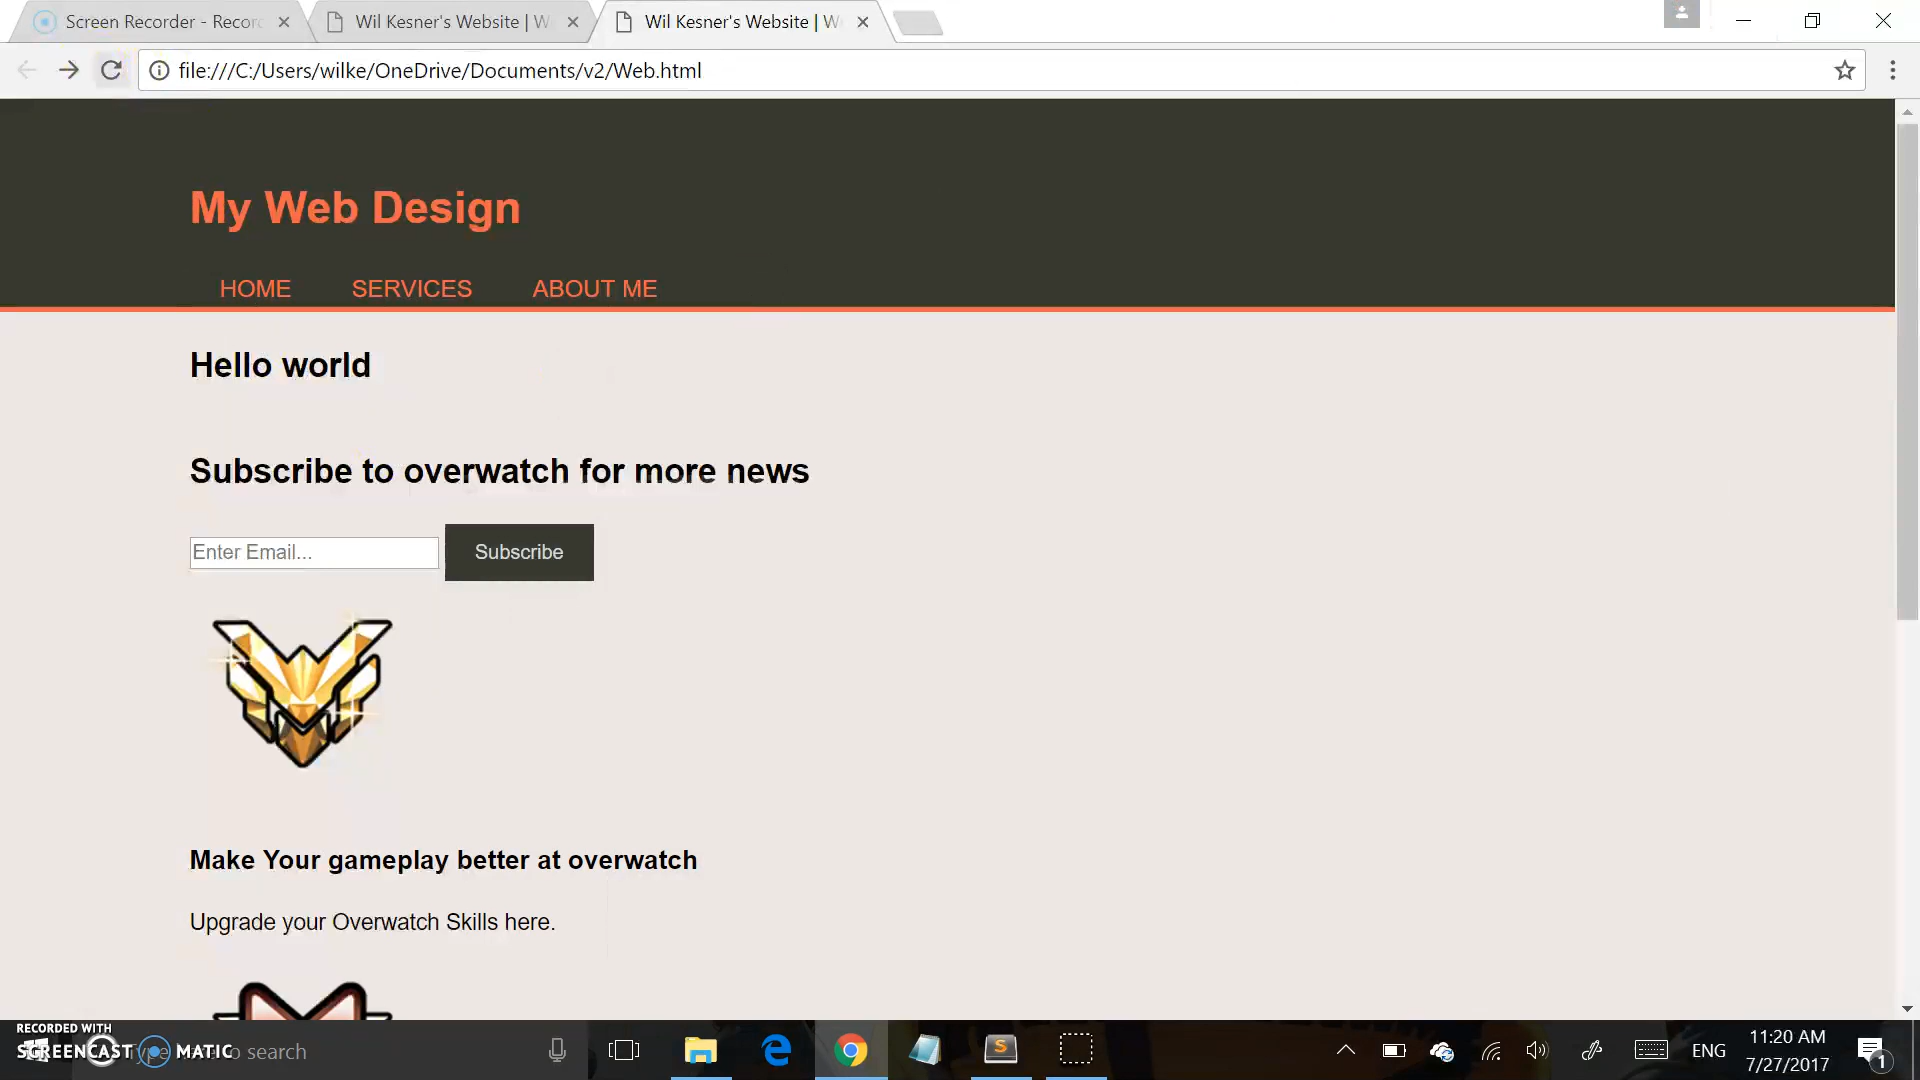 Screen Recorder - Recor
Wil Kesner's Website | W
Wil Kesner's Website | W
file:///C:/Users/wilke/OneDrive/Documents/v2/Web.html
My Web Design
HOME SERVICES ABOUT ME
Hello world
Subscribe to overwatch for more news
Enter Email... Subscribe
Make Your gameplay better at overwatch
Upgrade your Overwatch Skills here.
RECORDED WITH
SCREENCAST MATIC
to search
S
ENG
11:20 AM
7/27/2017
1